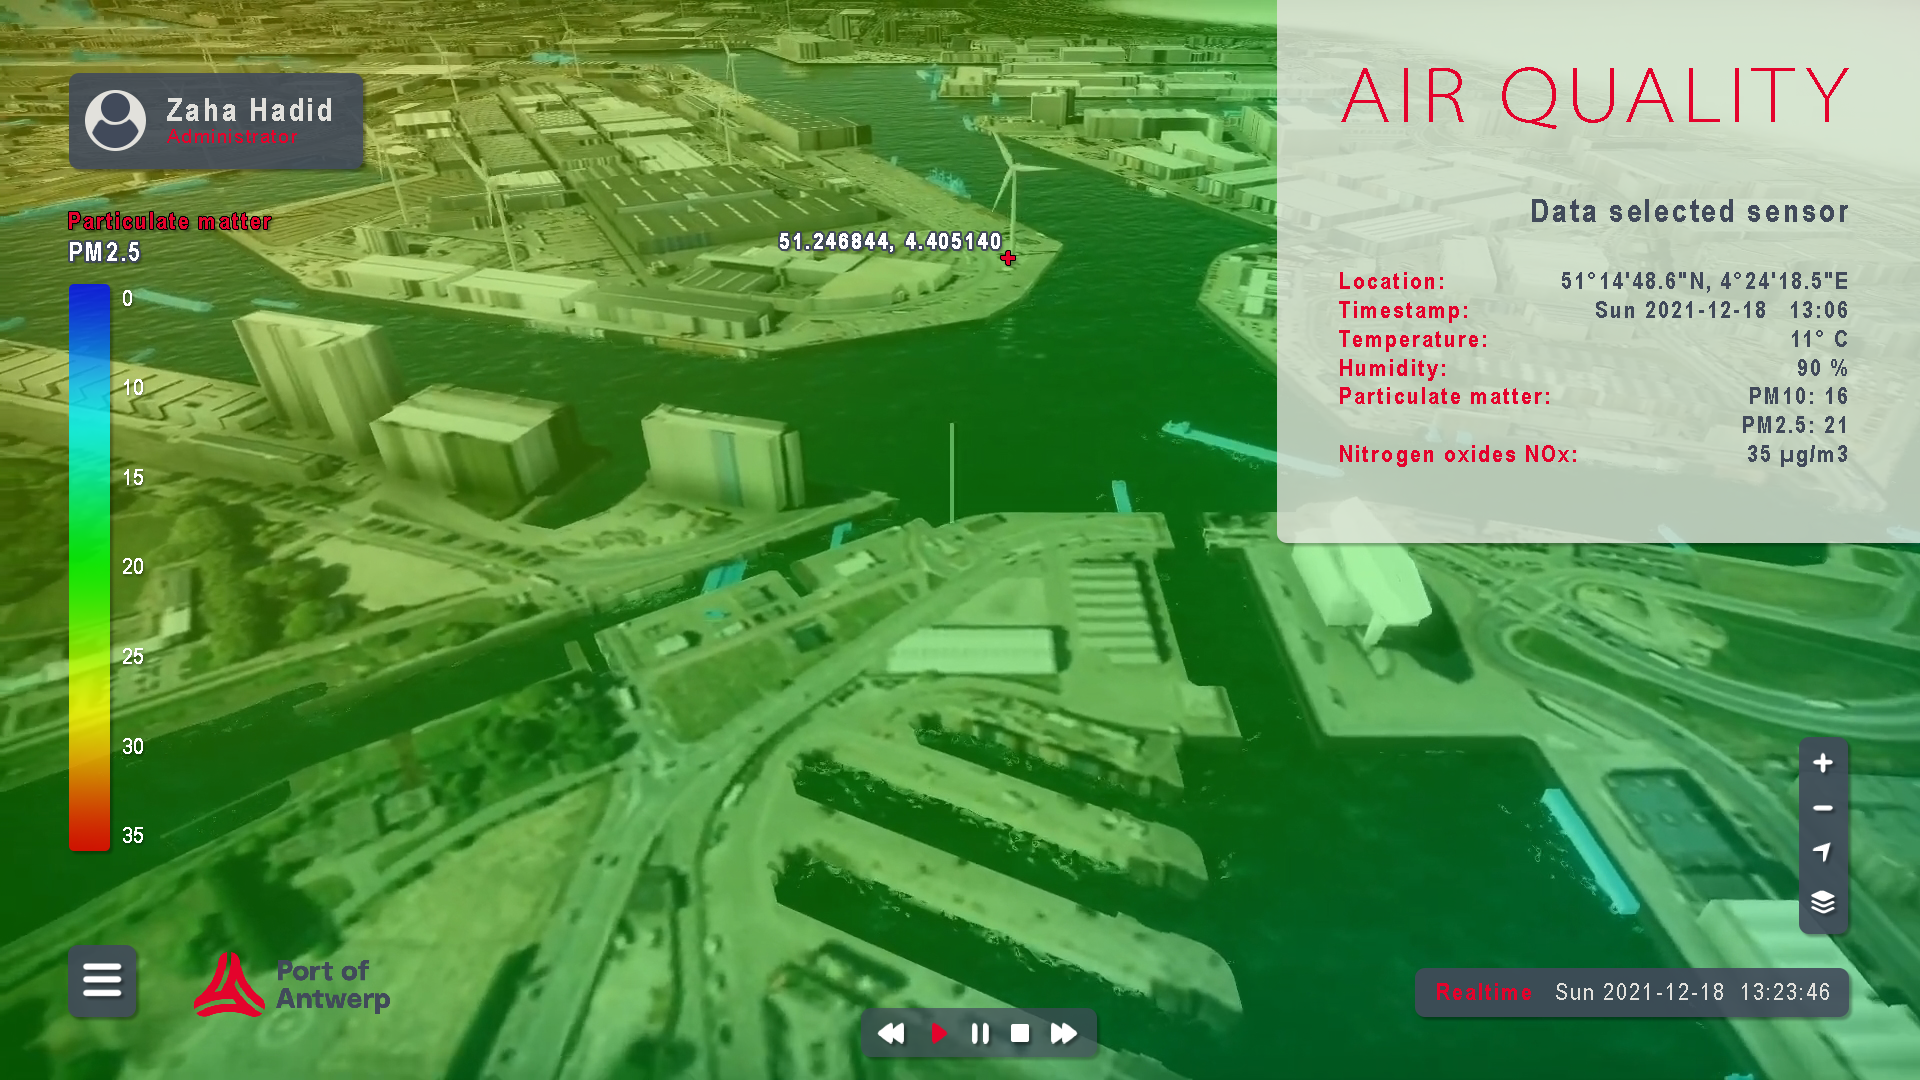 AIR QUALITY
Zaha Hadid
Administrator
Data selected sensor
Particulate matter
PM2.5
51.246844, 4.405140
0
10
15
20
25
30
35
Location: 51°14'48.6"N, 4°24'18.5"E
Timestamp: Sun 2021-12-18 13:06
Temperature: 11° C
Humidity: 90 %
Particulate matter: PM10: 16
PM2.5: 21
Nitrogen oxides NOx: 35 µg/m3
Port of
Antwerp
Realtime Sun 2021-12-18 13:23:46